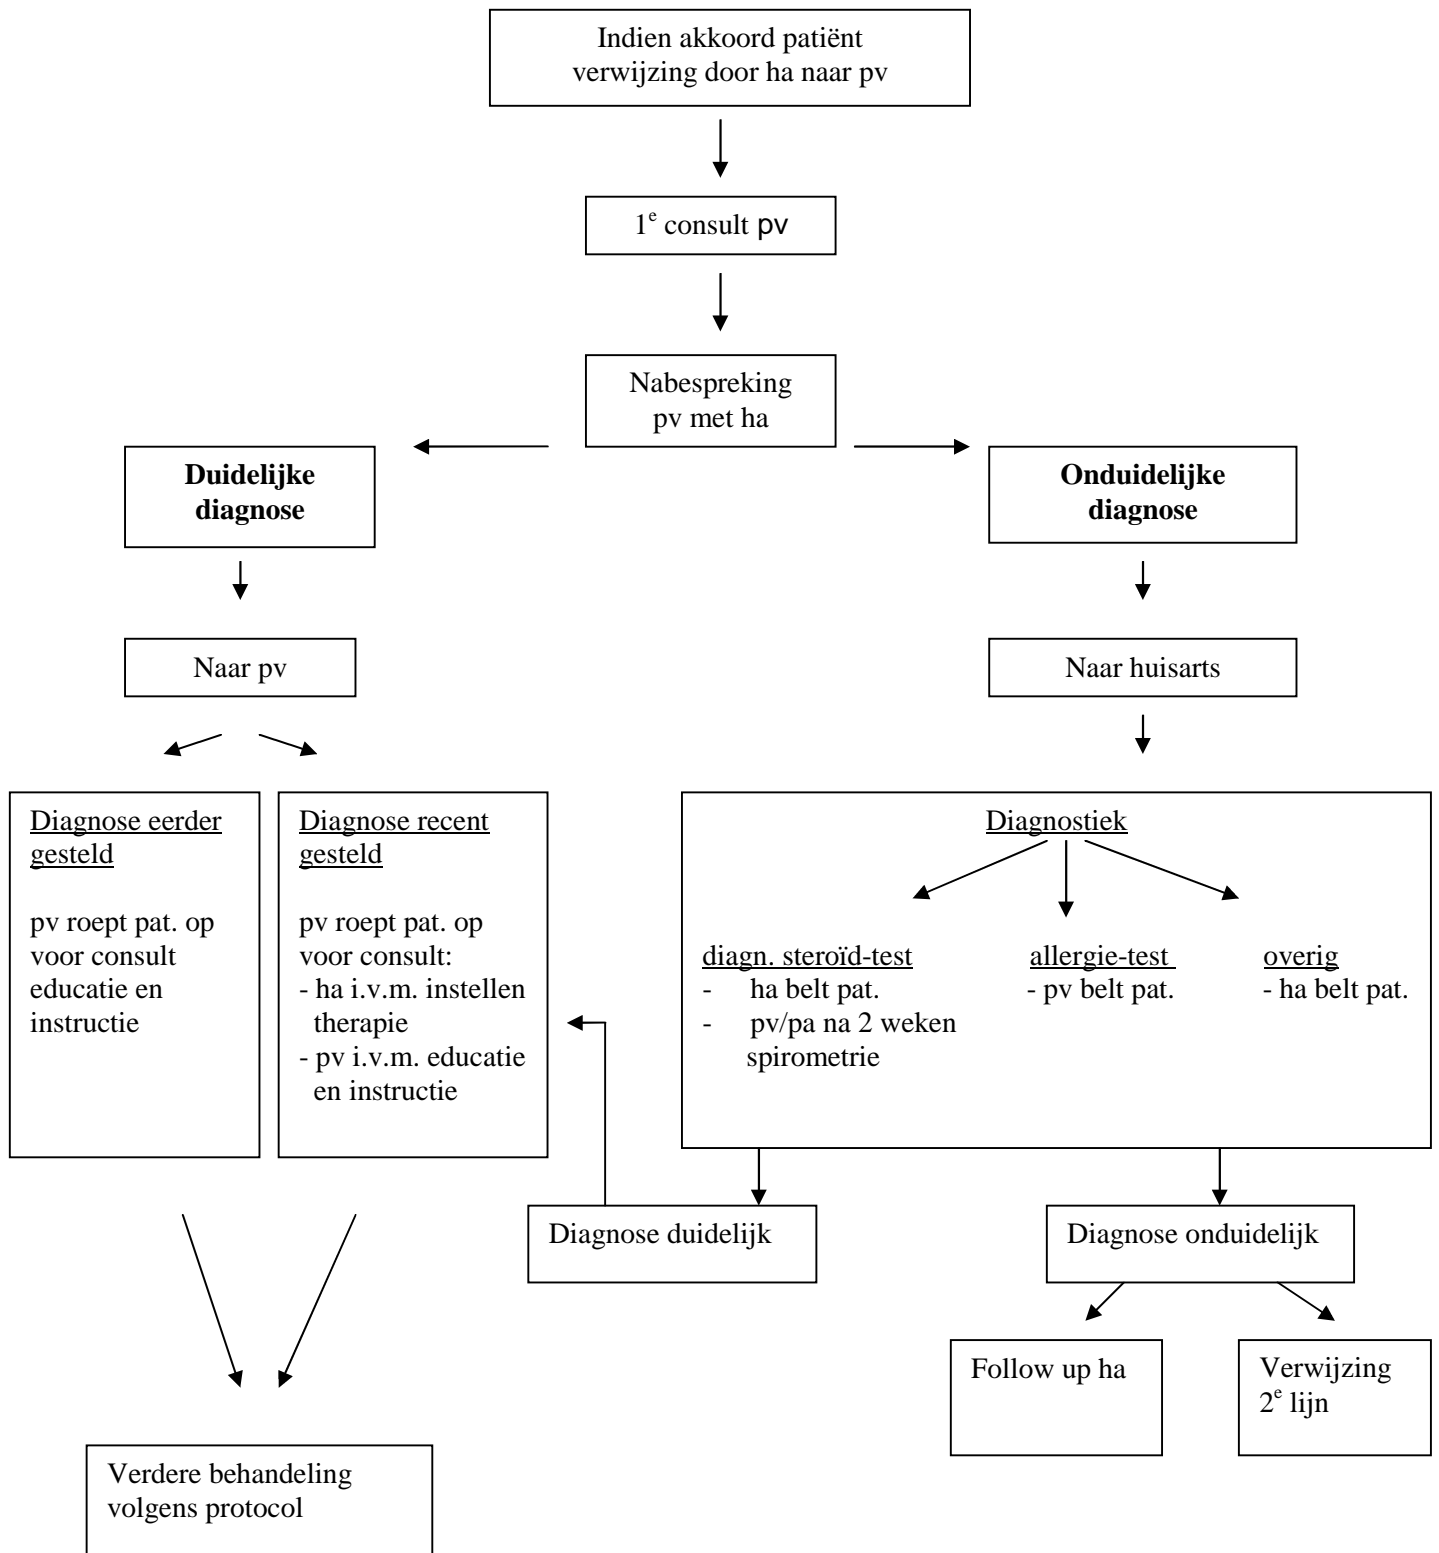 Indien akkoord patiënt
verwijzing door ha naar pv
1e consult pv
Nabespreking
pv met ha
Duidelijke
diagnose
Onduidelijke
diagnose
Naar pv
Naar huisarts
Diagnose eerder
gesteld
pv roept pat. op
voor consult
educatie en
instructie
Diagnose recent
gesteld
pv roept pat. op
voor consult:
- ha i.v.m. instellen
therapie
- pv i.v.m. educatie
en instructie
Diagnostiek
diagn. steroïd-test
- ha belt pat.
- pv/pa na 2 weken
spirometrie
allergie-test
- pv belt pat.
overig
- ha belt pat.
Diagnose duidelijk
Diagnose onduidelijk
Follow up ha
Verwijzing
2e lijn
Verdere behandeling
volgens protocol